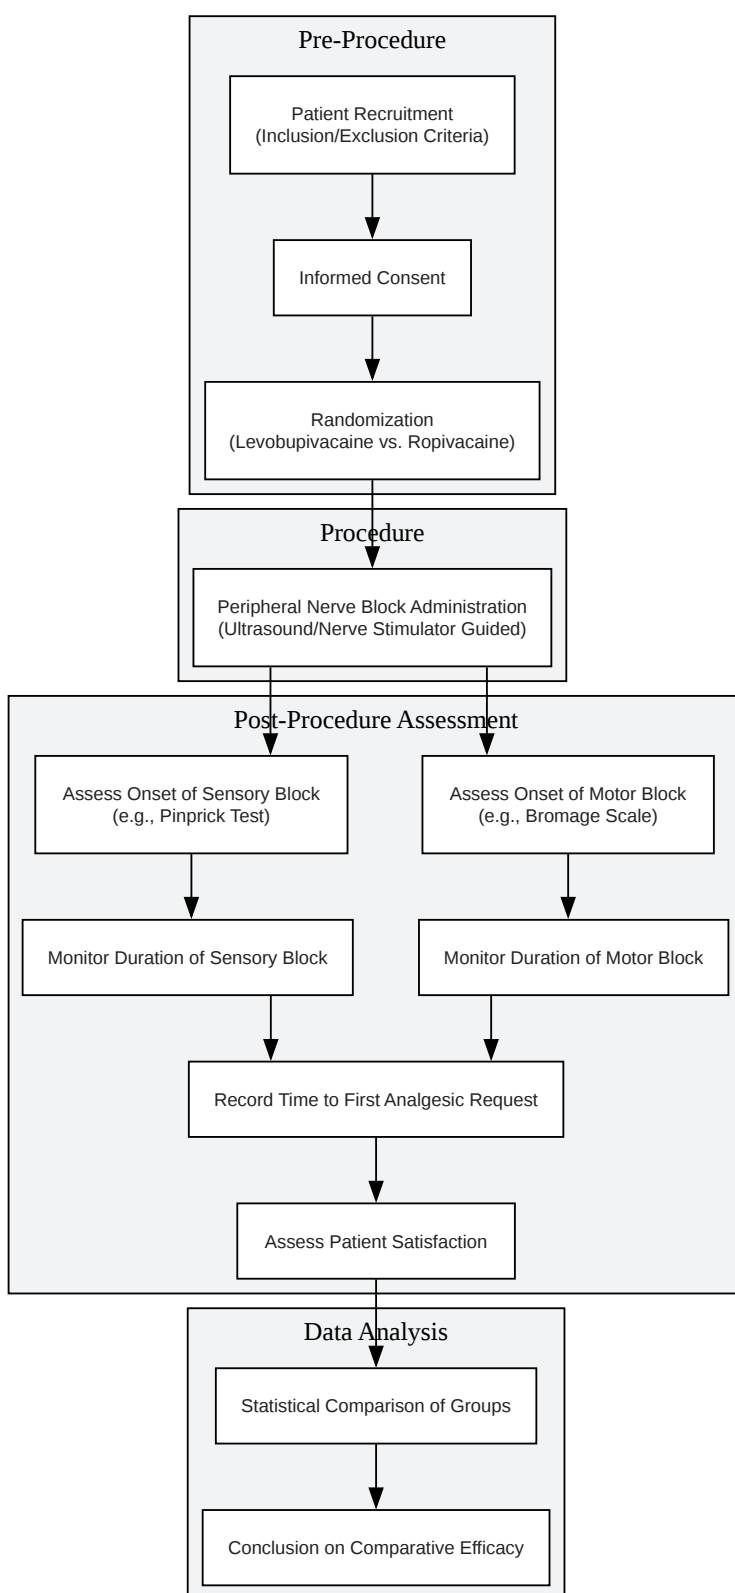 Pre-Procedure
Patient Recruitment
(Inclusion/Exclusion Criteria)
Informed Consent
Randomization
(Levobupivacaine vs. Ropivacaine)
Procedure
Peripheral Nerve Block Administration
(Ultrasound/Nerve Stimulator Guided)
Post-Procedure Assessment
Assess Onset of Sensory Block
(e.g., Pinprick Test)
Assess Onset of Motor Block
(e.g., Bromage Scale)
Monitor Duration of Sensory Block
Monitor Duration of Motor Block
Record Time to First Analgesic Request
Assess Patient Satisfaction
Data Analysis
Statistical Comparison of Groups
Conclusion on Comparative Efficacy